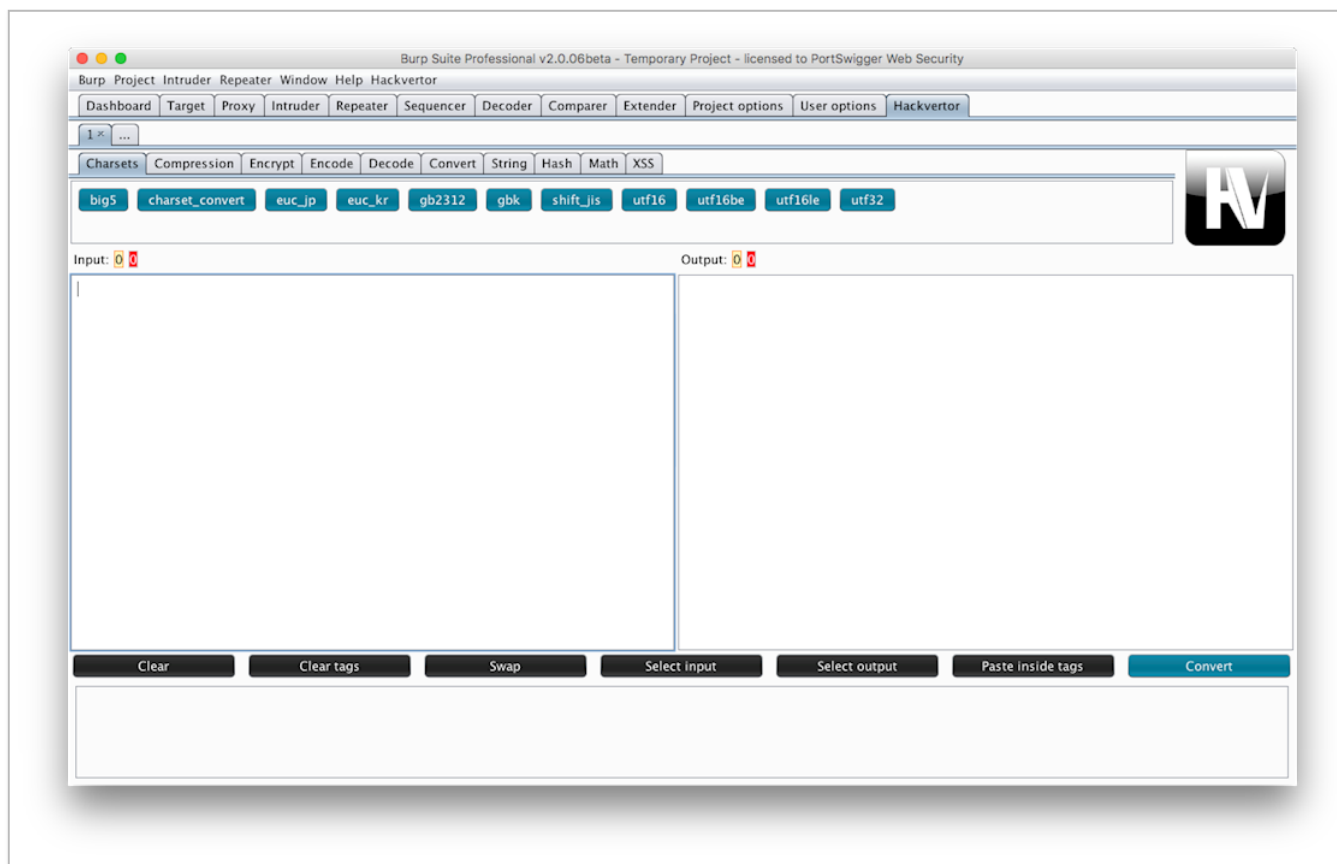 Burp Suite Professional v2.0.06beta - Temporary Project - licensed to PortSwigger Web Security
Burp Project Intruder Repeater Window Help Hackvertor
Dashboard Target Proxy Intruder Repeater Sequencer Decoder Comparer Extender Project options User options Hackvertor
1 × ...
Charsets Compression Encrypt Encode Decode Convert String Hash Math XSS
big5 charset_convert euc_jp euc_kr gb2312 gbk shift_jis utf16 utf16be utf16le utf32
HV
Input: 0 0 Output: 0 0
Clear Clear tags Swap Select input Select output Paste inside tags Convert